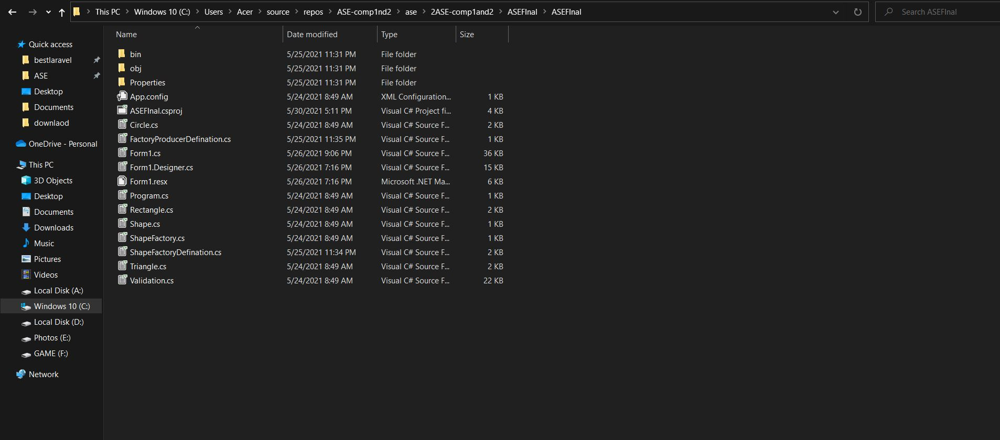 This PC > Windows 10 (C:) > Users > Acer > source > repos > ASE-comp1nd2 > ase > 2ASE-comp1and2 > ASEFInal > ASEFInal
Search ASEFInal
Quick access
bestlaravel
ASE
Desktop
Documents
downlaod
OneDrive - Personal
This PC
3D Objects
Desktop
Documents
Downloads
Music
Pictures
Videos
Local Disk (A:)
Windows 10 (C:)
Local Disk (D:)
Photos (E:)
GAME (F:)
Network
Name Date modified Type Size
bin 5/25/2021 11:31 PM File folder
obj 5/25/2021 11:31 PM File folder
Properties 5/25/2021 11:31 PM File folder
App.config 5/24/2021 8:49 AM XML Configuration... 1 KB
ASEFInal.csproj 5/30/2021 5:11 PM Visual C# Project fi... 4 KB
Circle.cs 5/24/2021 8:49 AM Visual C# Source F... 2 KB
FactoryProducerDefination.cs 5/25/2021 11:35 PM Visual C# Source F... 1 KB
Form1.cs 5/26/2021 9:06 PM Visual C# Source F... 36 KB
Form1.Designer.cs 5/26/2021 7:16 PM Visual C# Source F... 15 KB
Form1.resx 5/26/2021 7:16 PM Microsoft .NET Ma... 6 KB
Program.cs 5/24/2021 8:49 AM Visual C# Source F... 1 KB
Rectangle.cs 5/24/2021 8:49 AM Visual C# Source F... 2 KB
Shape.cs 5/24/2021 8:49 AM Visual C# Source F... 1 KB
ShapeFactory.cs 5/24/2021 8:49 AM Visual C# Source F... 1 KB
ShapeFactoryDefination.cs 5/25/2021 11:34 PM Visual C# Source F... 2 KB
Triangle.cs 5/24/2021 8:49 AM Visual C# Source F... 2 KB
Validation.cs 5/24/2021 8:49 AM Visual C# Source F... 22 KB